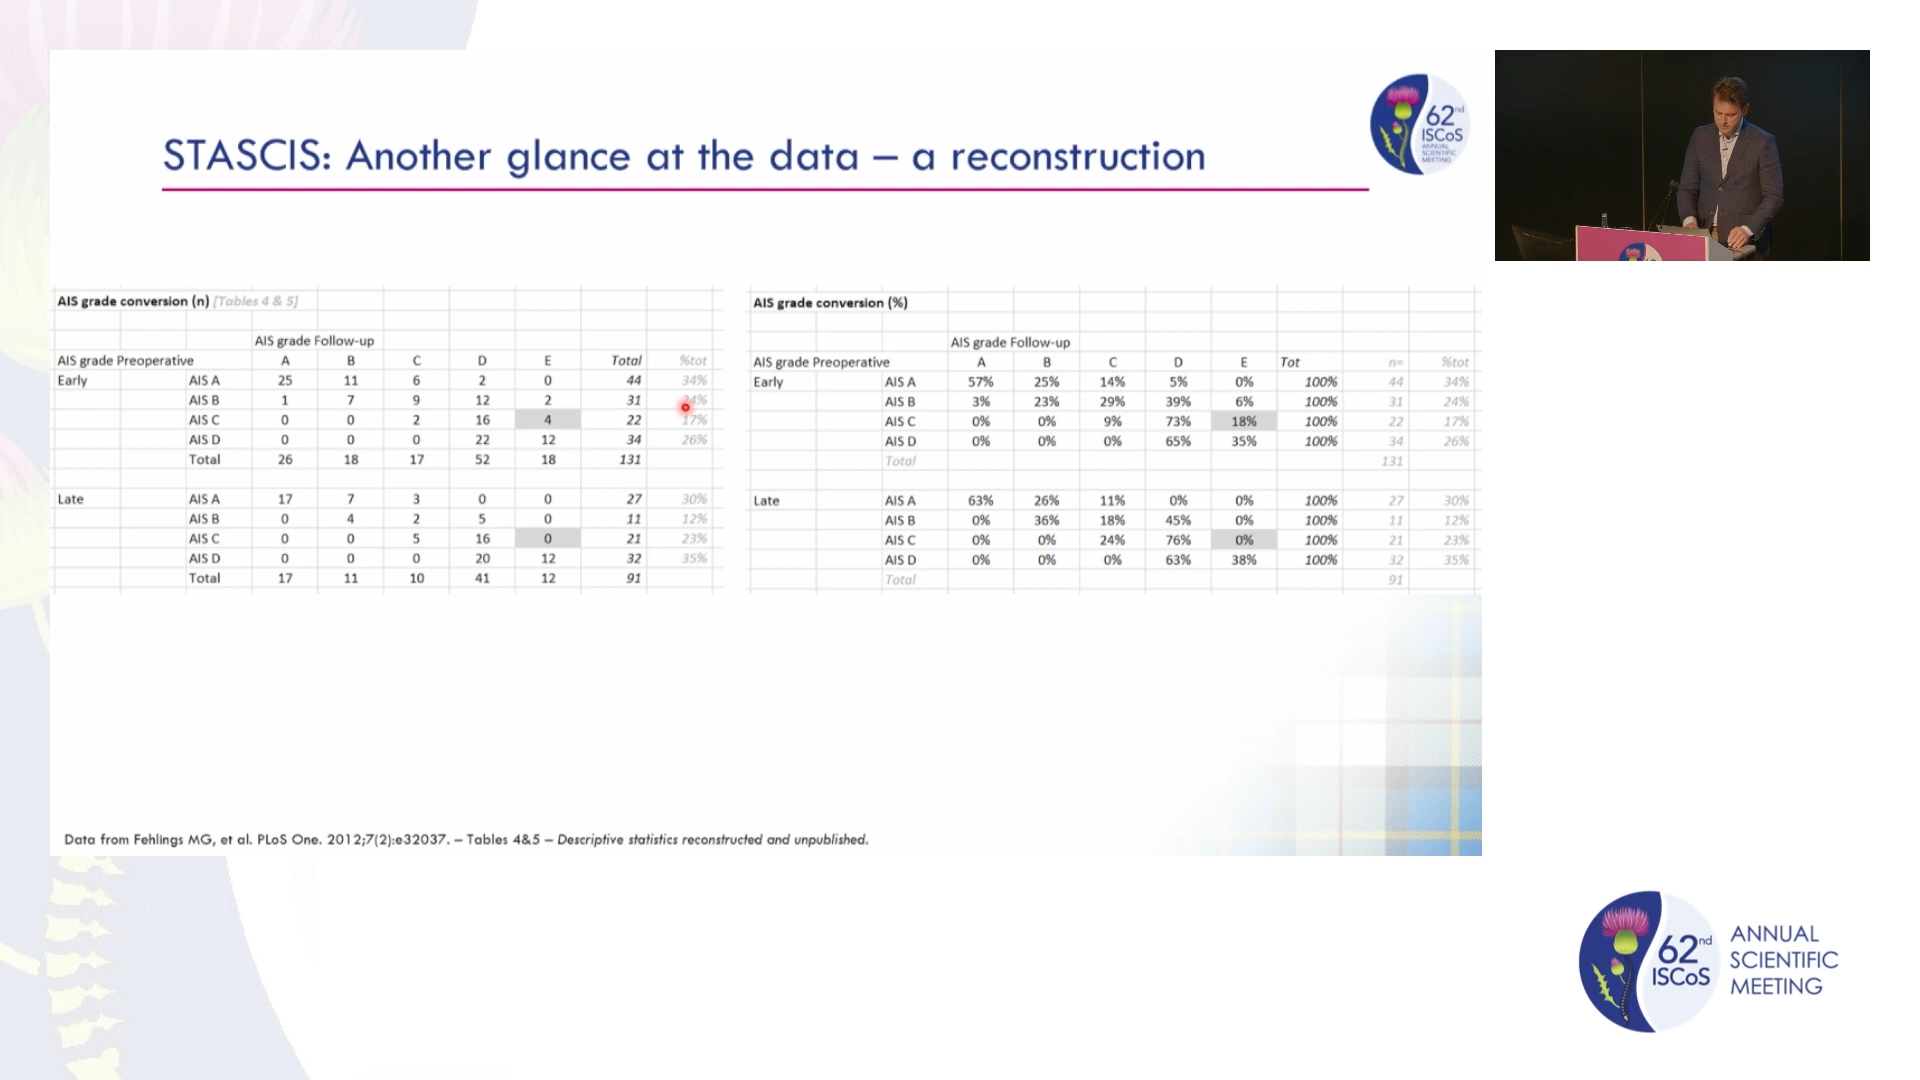 STASCIS: Another glance at the data – a reconstruction
62nd
ISCoS
ANNUAL
SCIENTIFIC
MEETING
AIS grade conversion (n) [Tables 4 & 5]
AIS grade Follow-up
AIS grade Preoperative A B C D E Total %tot
Early AIS A 25 11 6 2 0 44 34%
AIS B 1 7 9 12 2 31 24%
AIS C 0 0 2 16 4 22 17%
AIS D 0 0 0 22 12 34 26%
Total 26 18 17 52 18 131
Late AIS A 17 7 3 0 0 27 30%
AIS B 0 4 2 5 0 11 12%
AIS C 0 0 5 16 0 21 23%
AIS D 0 0 0 20 12 32 35%
Total 17 11 10 41 12 91
AIS grade conversion (%)
AIS grade Follow-up
AIS grade Preoperative A B C D E Tot n= %tot
Early AIS A 57% 25% 14% 5% 0% 100% 44 34%
AIS B 3% 23% 29% 39% 6% 100% 31 24%
AIS C 0% 0% 9% 73% 18% 100% 22 17%
AIS D 0% 0% 0% 65% 35% 100% 34 26%
Total 131
Late AIS A 63% 26% 11% 0% 0% 100% 27 30%
AIS B 0% 36% 18% 45% 0% 100% 11 12%
AIS C 0% 0% 24% 76% 0% 100% 21 23%
AIS D 0% 0% 0% 63% 38% 100% 32 35%
Total 91
Data from Fehlings MG, et al. PLoS One. 2012;7(2):e32037. – Tables 4&5 – Descriptive statistics reconstructed and unpublished.
62nd
ISCoS
ANNUAL
SCIENTIFIC
MEETING